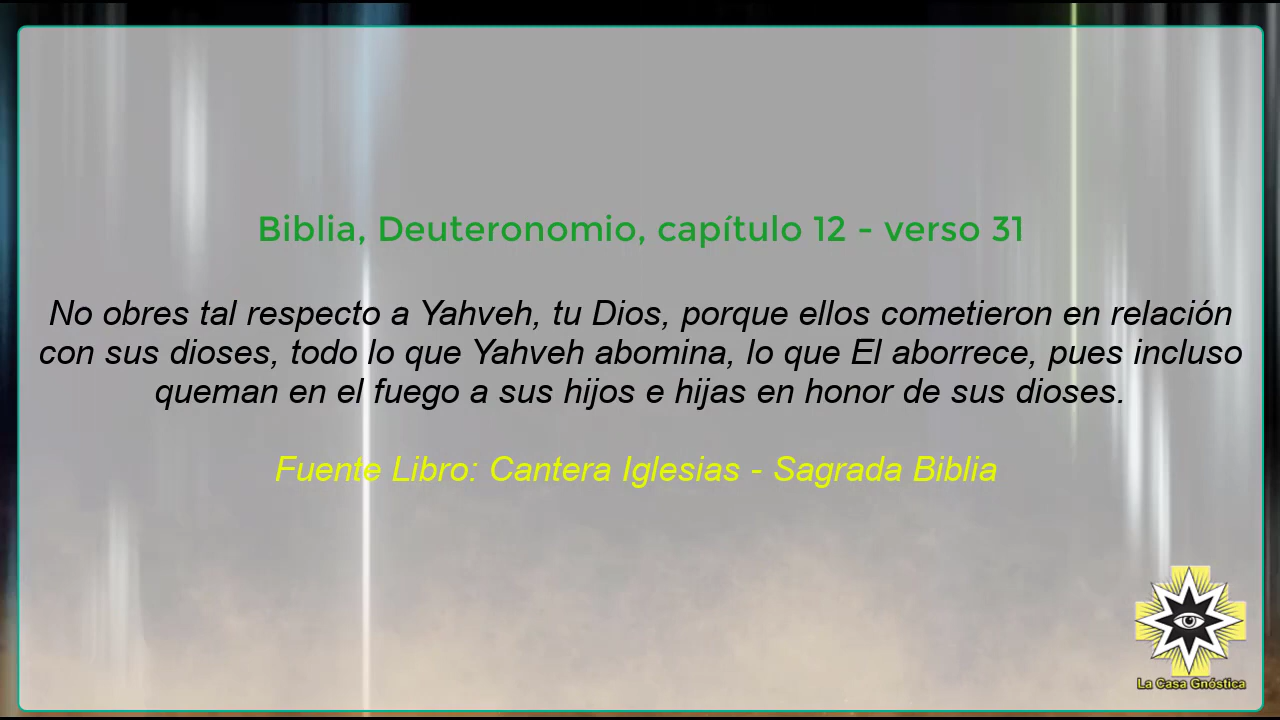 Biblia, Deuteronomio, capítulo 12 - verso 31
No obres tal respecto a Yahveh, tu Dios, porque ellos cometieron en relación
con sus dioses, todo lo que Yahveh abomina, lo que El aborrece, pues incluso
queman en el fuego a sus hijos e hijas en honor de sus dioses.
Fuente Libro: Cantera Iglesias - Sagrada Biblia
La Casa Gnóstica